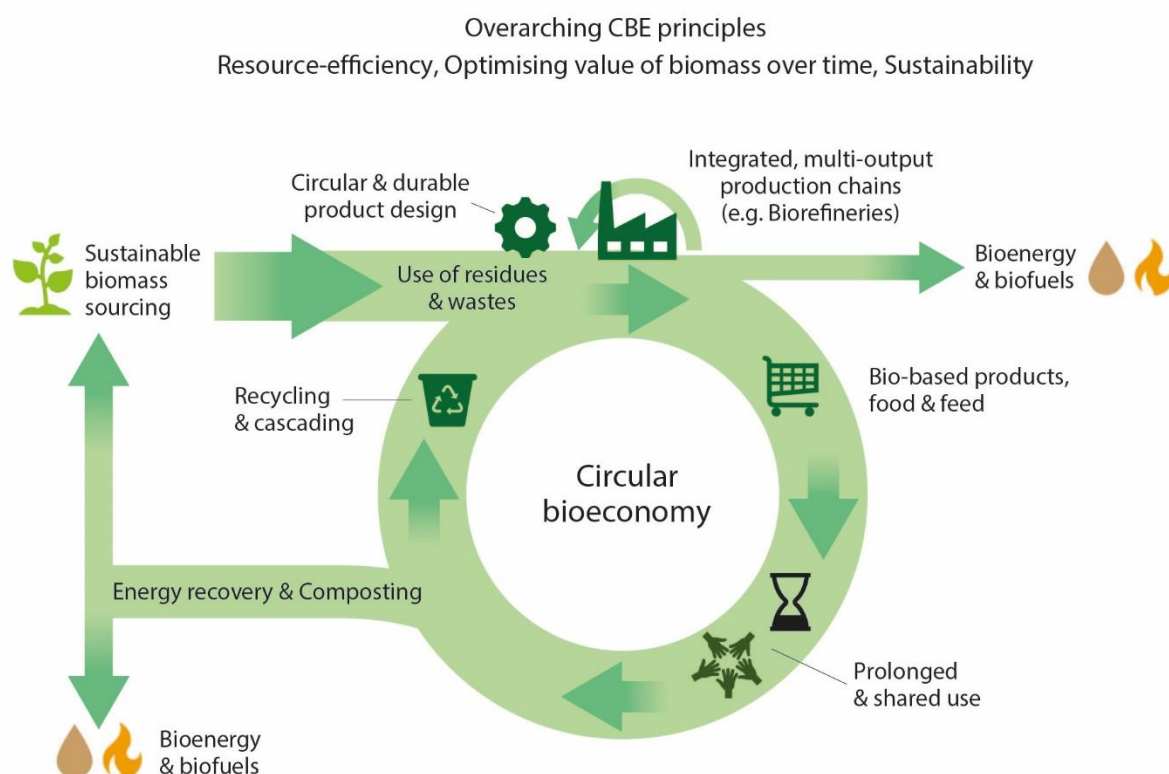 Overarching CBE principles
Resource-efficiency, Optimising value of biomass over time, Sustainability
Circular & durable
product design
Integrated, multi-output
production chains
(e.g. Biorefineries)
Sustainable
biomass
sourcing
Use of residues
& wastes
Bioenergy
& biofuels
Recycling
& cascading
Bio-based products,
food & feed
Circular
bioeconomy
Energy recovery & Composting
Prolonged
& shared use
Bioenergy
& biofuels